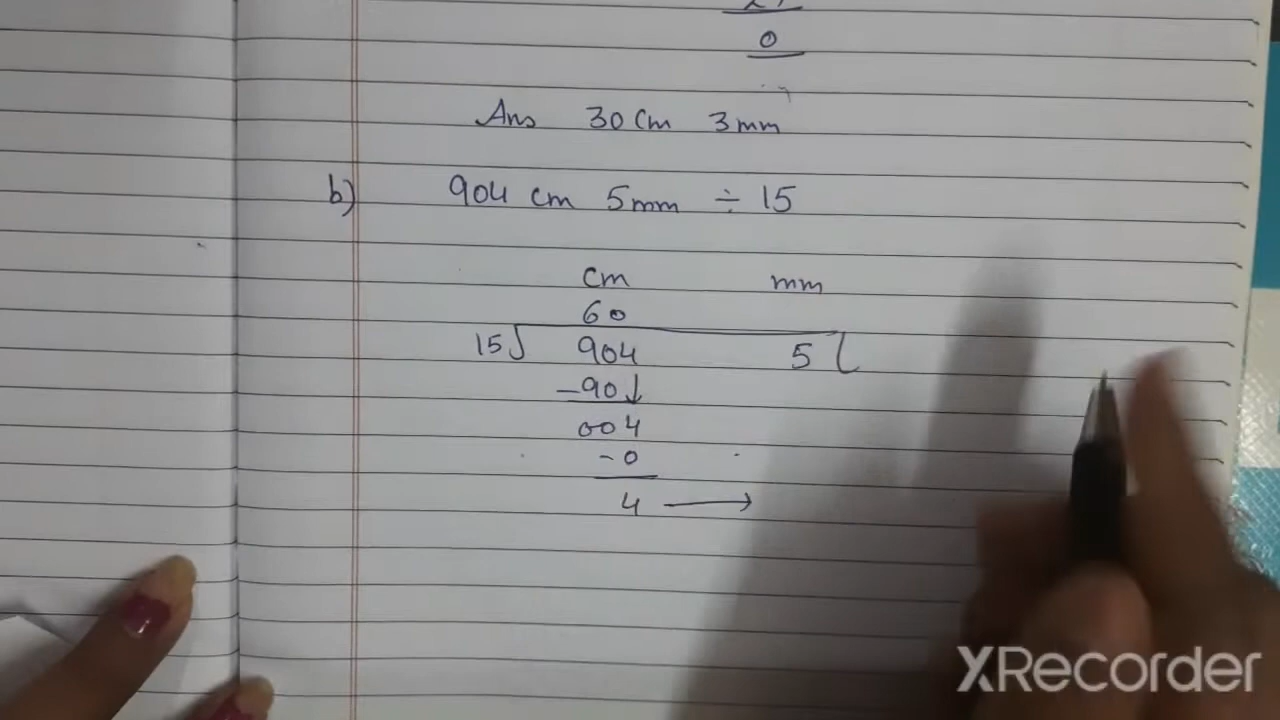 0
Ans 30 cm 3 mm
b) 904 cm 5 mm ÷ 15
cm mm
60
15 904 5
-90↓
004
-0
4 →
XRecorder